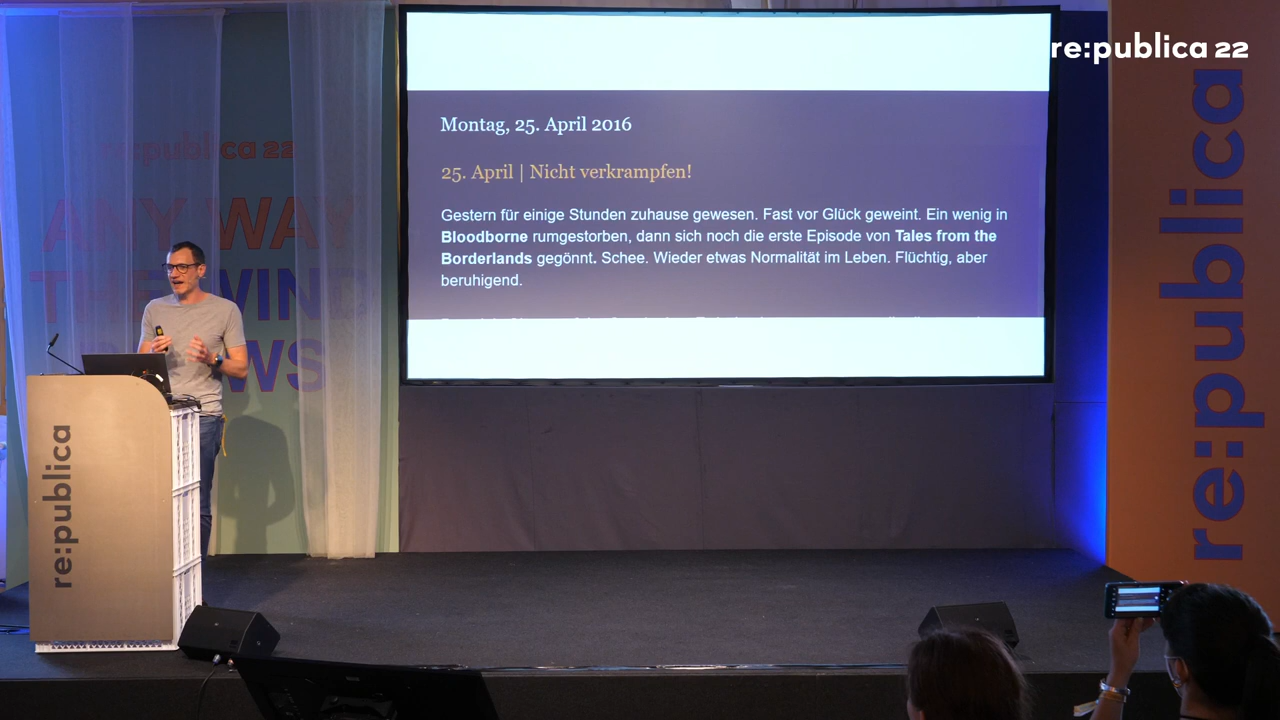 re:publica 22
Montag, 25. April 2016
25. April | Nicht verkrampfen!
Gestern für einige Stunden zuhause gewesen. Fast vor Glück geweint. Ein wenig in
Bloodborne rumgestorben, dann sich noch die erste Episode von Tales from the
Borderlands gegönnt. Schee. Wieder etwas Normalität im Leben. Flüchtig, aber
beruhigend.
re:publica 22
ANY WAY
THE WIND
WS
re:publica
re:publica